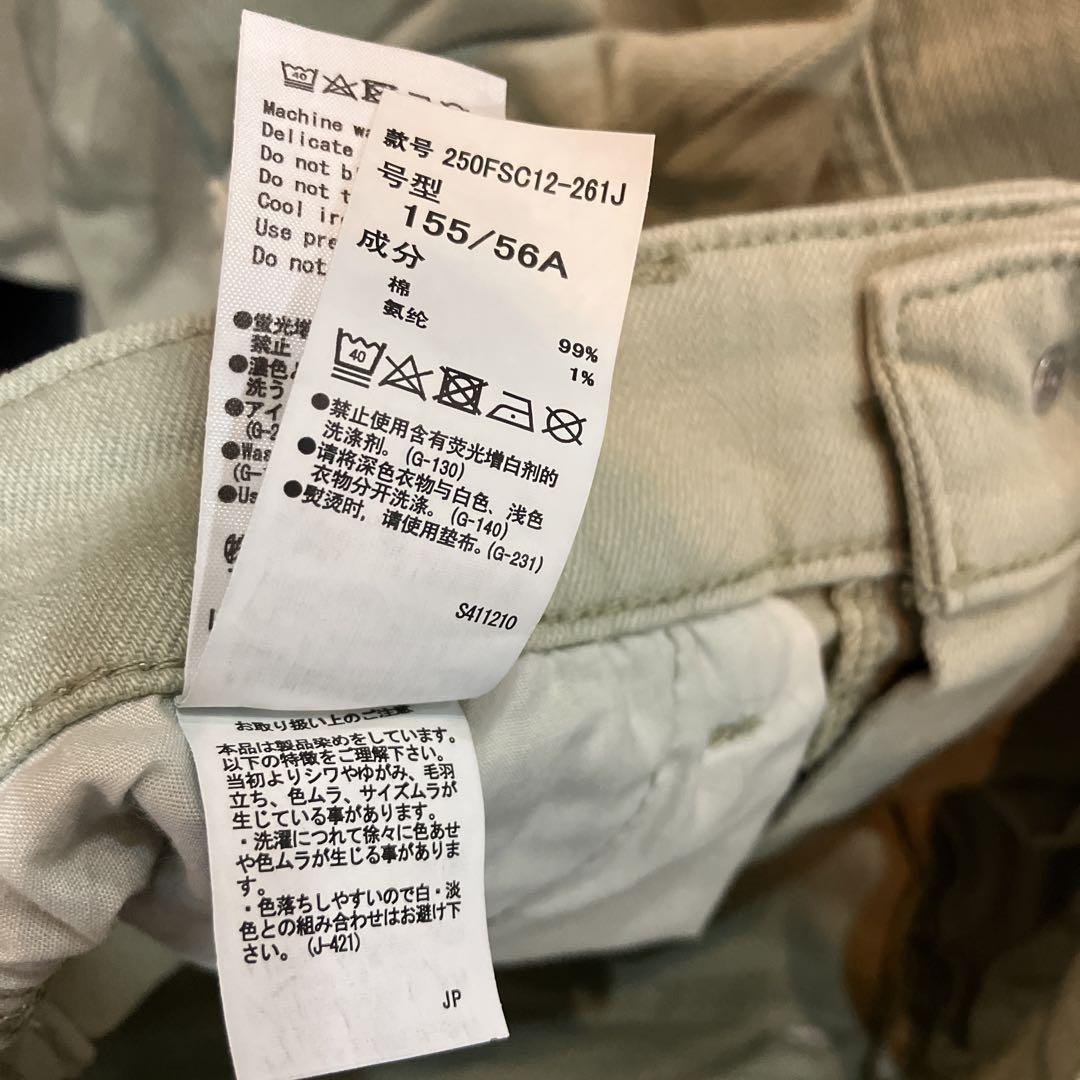 Machine
Delicate
Do not
Do not
Cool
Use
Do not
●蛍光増
禁止
●濃色と
洗う
●アイ
●Was
●Us
款号 250FSC12-261J
号型
155/56A
成分
棉 99%
氨纶 1%
40
●禁止使用含有荧光增白剂的
洗涤剂。(G-130)
●请将深色衣物与白色、浅色
衣物分开洗涤。(G-140)
●熨烫时，请使用垫布。(G-231)
S411210
お取り扱い上のご注意
本品は製品染めをしています。
以下の特徴をご理解下さい。
当初よりシワやゆがみ、毛羽
立ち、色ムラ、サイズムラが
生じている事があります。
・洗濯につれて徐々に色あせ
や色ムラが生じる事がありま
す。
・色落ちしやすいので白・淡
色との組み合わせはお避け下
さい。(J-421)
JP